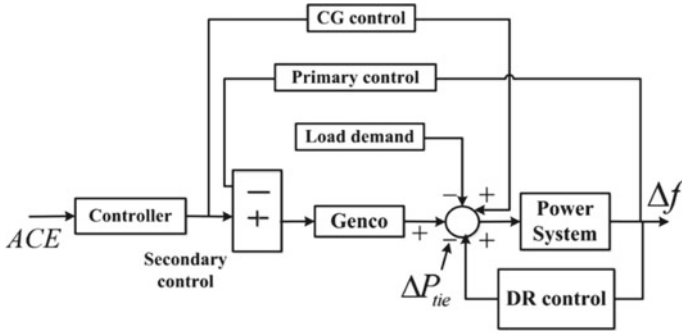 CG control
Primary control
Load demand
−
+
−
+
Controller
Genco
Power
System
Δf
ACE
Secondary
control
+
−
+
ΔP_tie
DR control